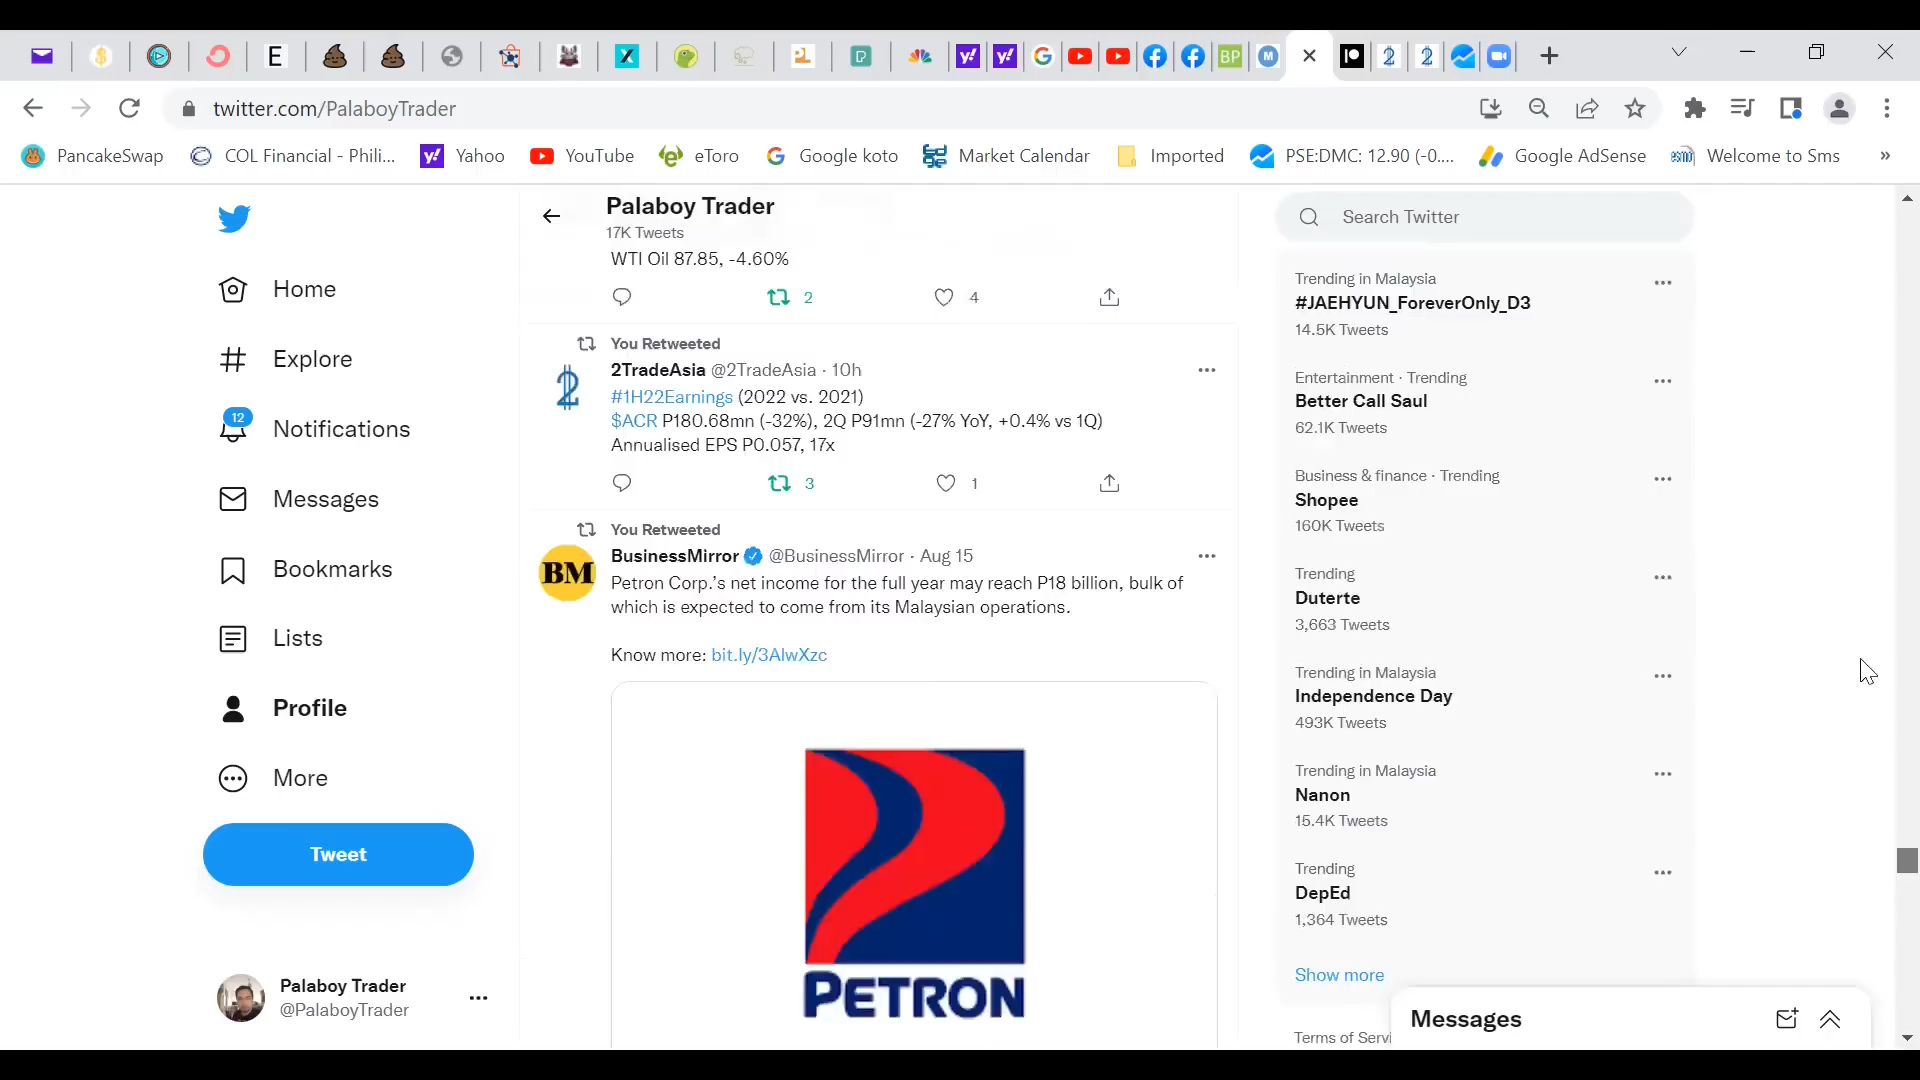 E
BP
twitter.com/PalaboyTrader
PancakeSwap
COL Financial - Phili...
Yahoo
YouTube
eToro
Google koto
Market Calendar
Imported
PSE:DMC: 12.90 (-0....
Google AdSense
Welcome to Sms
»
Home
Explore
12
Notifications
Messages
Bookmarks
Lists
Profile
More
Tweet
Palaboy Trader
@PalaboyTrader
Palaboy Trader
17K Tweets
WTI Oil 87.85, -4.60%
2
4
You Retweeted
2TradeAsia @2TradeAsia · 10h
#1H22Earnings (2022 vs. 2021)
$ACR P180.68mn (-32%), 2Q P91mn (-27% YoY, +0.4% vs 1Q)
Annualised EPS P0.057, 17x
3
1
You Retweeted
BM
BusinessMirror @BusinessMirror · Aug 15
Petron Corp.'s net income for the full year may reach P18 billion, bulk of
which is expected to come from its Malaysian operations.
Know more: bit.ly/3AlwXzc
PETRON
Search Twitter
Trending in Malaysia
#JAEHYUN_ForeverOnly_D3
14.5K Tweets
Entertainment · Trending
Better Call Saul
62.1K Tweets
Business & finance · Trending
Shopee
160K Tweets
Trending
Duterte
3,663 Tweets
Trending in Malaysia
Independence Day
493K Tweets
Trending in Malaysia
Nanon
15.4K Tweets
Trending
DepEd
1,364 Tweets
Show more
Terms of Servi
Messages